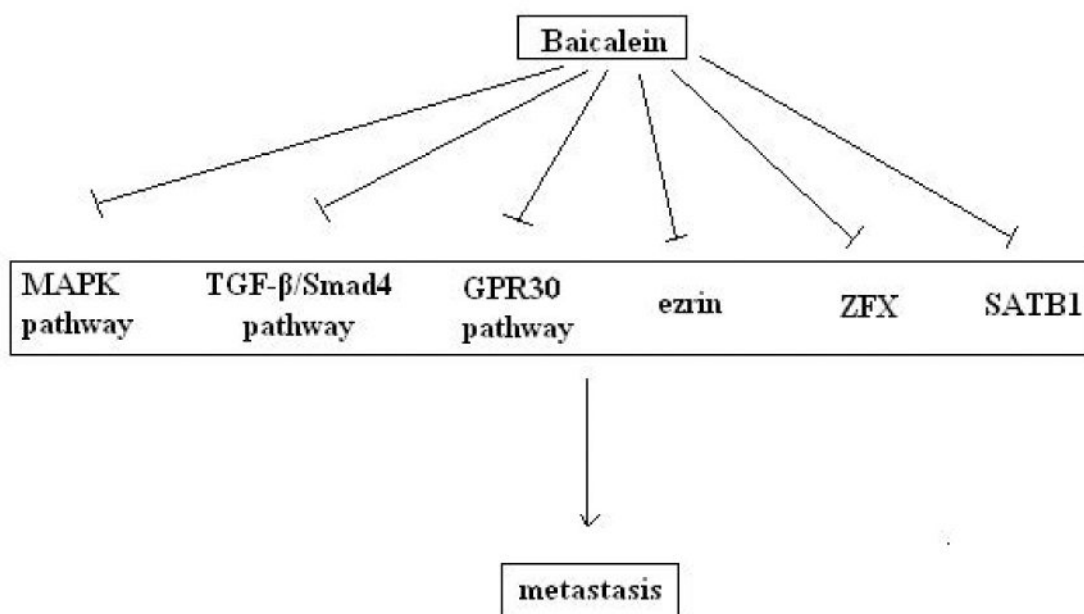 Baicalein
MAPK pathway
TGF-β/Smad4 pathway
GPR30 pathway
ezrin
ZFX
SATB1
metastasis